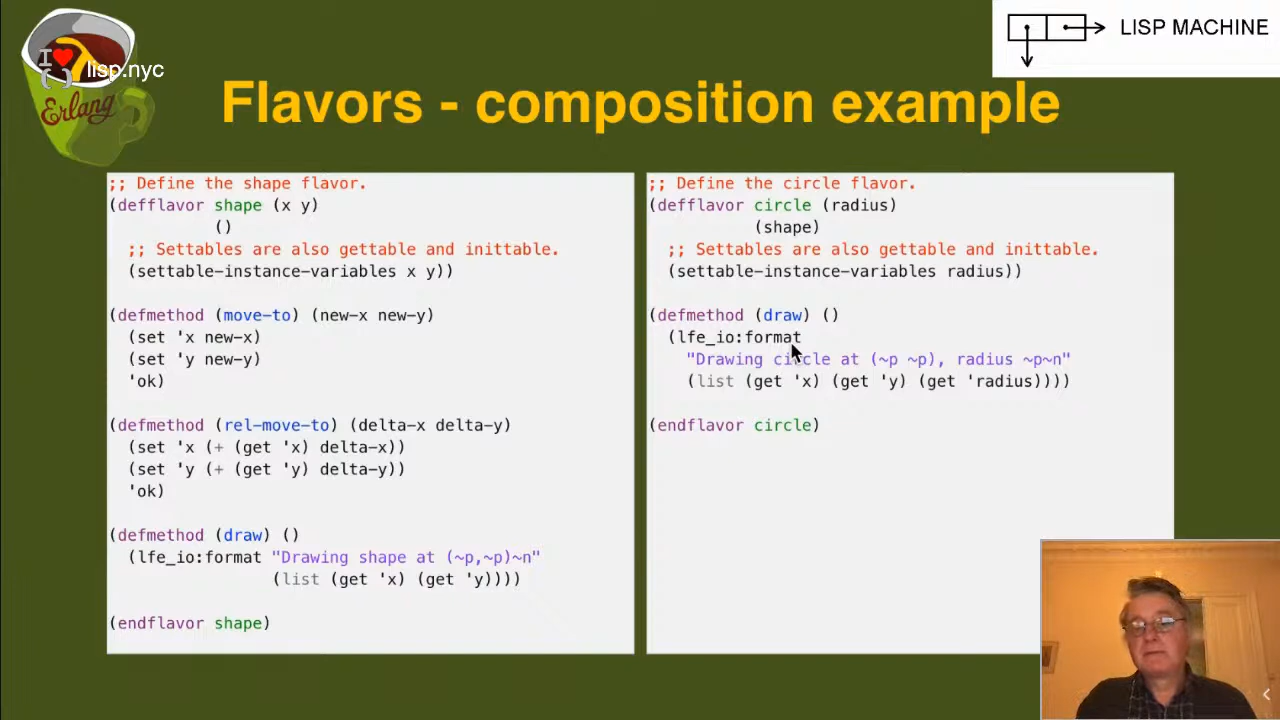 I ♥ lisp.nyc
( )
Erlang
LISP MACHINE
Flavors - composition example
;; Define the shape flavor.
(defflavor shape (x y)
           ()
  ;; Settables are also gettable and inittable.
  (settable-instance-variables x y))
(defmethod (move-to) (new-x new-y)
  (set 'x new-x)
  (set 'y new-y)
  'ok)
(defmethod (rel-move-to) (delta-x delta-y)
  (set 'x (+ (get 'x) delta-x))
  (set 'y (+ (get 'y) delta-y))
  'ok)
(defmethod (draw) ()
  (lfe_io:format "Drawing shape at (~p,~p)~n"
                 (list (get 'x) (get 'y))))
(endflavor shape)
;; Define the circle flavor.
(defflavor circle (radius)
           (shape)
  ;; Settables are also gettable and inittable.
  (settable-instance-variables radius))
(defmethod (draw) ()
  (lfe_io:format
    "Drawing circle at (~p ~p), radius ~p~n"
    (list (get 'x) (get 'y) (get 'radius))))
(endflavor circle)